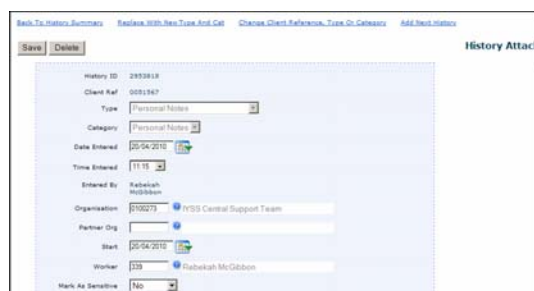 Back To History Summary Replace With New Type And Cat Change Client Reference, Type Or Category Add Next History
Save Delete History Attac
History ID 2953818
Client Ref 0051567
Type Personal Notes
Category Personal Notes
Date Entered 20/04/2010
Time Entered 11:15
Entered By Rebekah
McGibbon
Organisation 0100273 IYSS Central Support Team
Partner Org
Start 20/04/2010
Worker 335 Rebekah McGibbon
Mark As Sensitive No